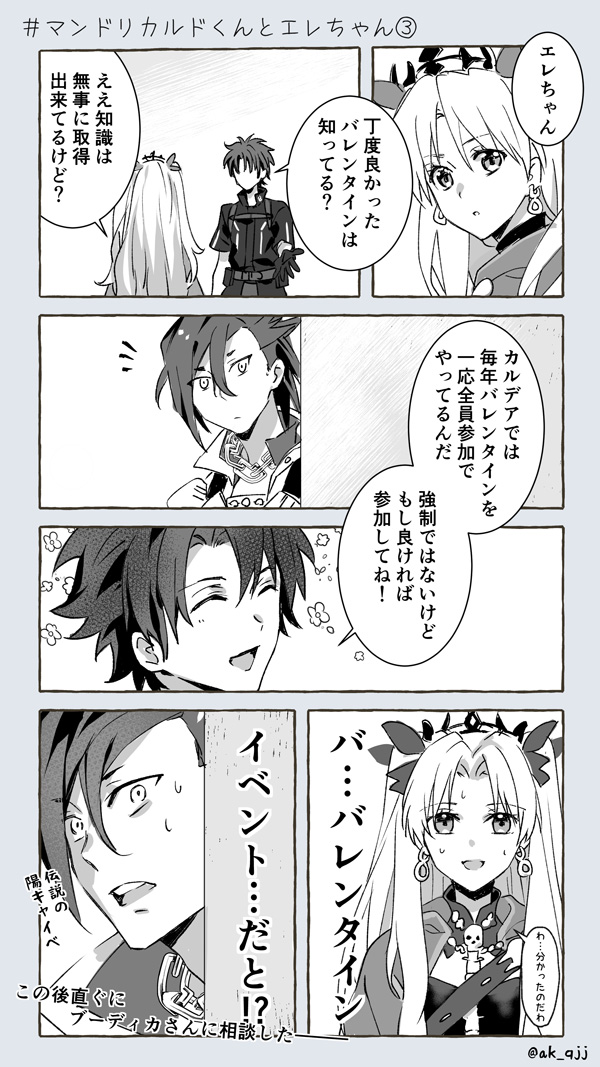 #マンドリカルドくんとエレちゃん③
エレちゃん
丁度良かった
バレンタインは
知ってる?
ええ知識は
無事に取得
出来てるけど?
カルデアでは
毎年バレンタインを
一応全員参加で
やってるんだ
強制ではないけど
もし良ければ
参加してね!
バ…バレンタイン
わ…分かったのだわ
イベント…だと!?
伝説の
陽キャイベ
この後直ぐに
ブーディカさんに相談した――
@ak_qjj